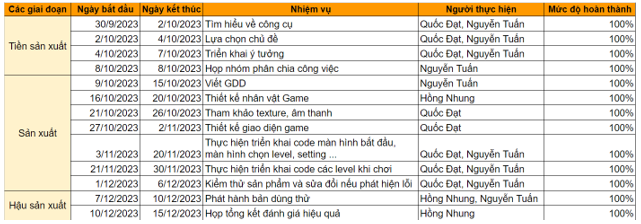 Các giai đoạn Ngày bắt đầu Ngày kết thúc Nhiệm vụ Người thực hiện Mức độ hoàn thành
Tiền sản xuất
30/9/2023 2/10/2023 Tìm hiểu về công cụ Quốc Đạt, Nguyễn Tuấn 100%
2/10/2023 4/10/2023 Lựa chọn chủ đề Quốc Đạt, Nguyễn Tuấn 100%
4/10/2023 7/10/2023 Triển khai ý tưởng Quốc Đạt, Nguyễn Tuấn 100%
8/10/2023 8/10/2023 Họp nhóm phân chia công việc Nguyễn Tuấn 100%
Sản xuất
9/10/2023 15/10/2023 Viết GDD Nguyễn Tuấn 100%
16/10/2023 20/10/2023 Thiết kế nhân vật Game Hồng Nhung 100%
21/10/2023 26/10/2023 Tham khảo texture, âm thanh Quốc Đạt 100%
27/10/2023 2/11/2023 Thiết kế giao diện game Quốc Đạt 100%
Thực hiện triển khai code màn hình bắt đầu,
3/11/2023 20/11/2023 màn hình chọn level, setting ... Quốc Đạt, Nguyễn Tuấn 100%
21/11/2023 30/11/2023 Thực hiện triển khai code các level khi chơi Quốc Đạt, Nguyễn Tuấn 100%
1/12/2023 6/12/2023 Kiểm thử sản phẩm và sửa đổi nếu phát hiện lỗi Quốc Đạt, Nguyễn Tuấn 100%
Hậu sản xuất
7/12/2023 10/12/2023 Phát hành bản dùng thử Hồng Nhung, Nguyễn Tuấn 100%
10/12/2023 15/12/2023 Họp tổng kết đánh giá hiệu quả Hồng Nhung 100%